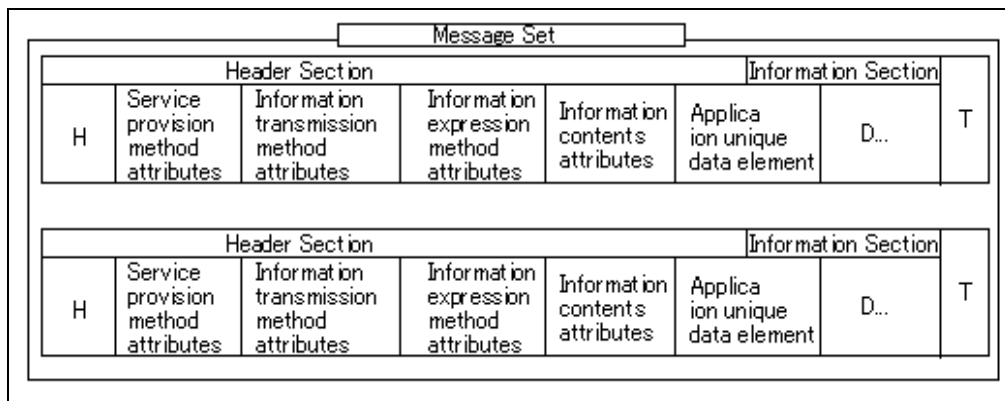 Message Set
Header Section
Information Section
H
Service
provision
method
attributes
Information
transmission
method
attributes
Information
expression
method
attributes
Information
contents
attributes
Applica
ion unique
data element
D...
T
Header Section
Information Section
H
Service
provision
method
attributes
Information
transmission
method
attributes
Information
expression
method
attributes
Information
contents
attributes
Applica
ion unique
data element
D...
T